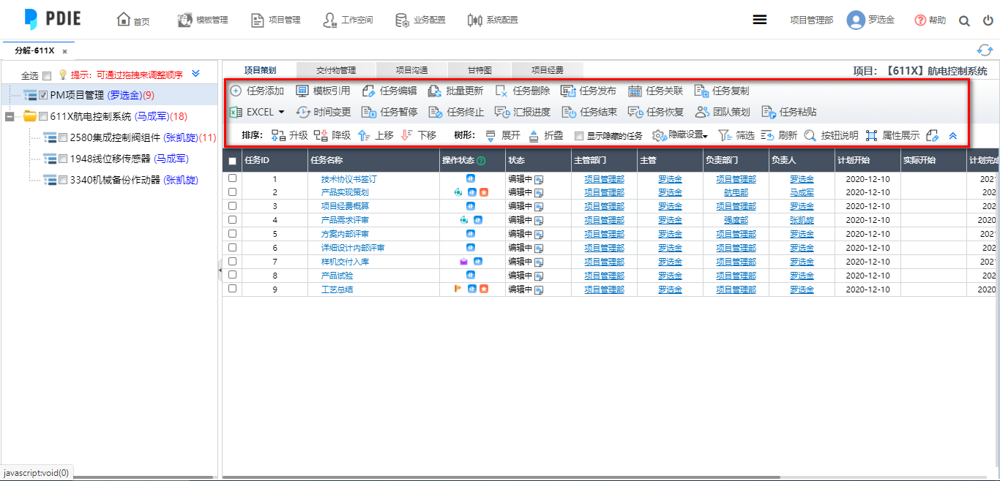 PDIE 首页 模板管理 项目管理 工作空间 业务配置 系统配置 项目管理部 罗选金 帮助
分解-611X ×
全选 提示：可通过拖拽来调整顺序
PM项目管理 (罗选金)(9)
611X航电控制系统 (马成军)(18)
2580集成控制阀组件 (张凯旋)(11)
1948线位移传感器 (马成军)
3340机械备份作动器 (张凯旋)
项目策划 交付物管理 项目沟通 甘特图 项目经费 项目：【611X】航电控制系统
任务添加 模板引用 任务编辑 批量更新 任务删除 任务发布 任务关联 任务复制
EXCEL 时间变更 任务暂停 任务终止 汇报进度 任务结束 任务恢复 团队策划 任务粘贴
排序： 升级 降级 上移 下移 树形： 展开 折叠 显示隐藏的任务 隐藏设置 筛选 刷新 按钮说明 属性展示
任务ID 任务名称 操作状态 状态 主管部门 主管 负责部门 负责人 计划开始 实际开始 计划完成
1 技术协议书签订 编辑中 项目管理部 罗选金 项目管理部 罗选金 2020-12-10 202
2 产品实现策划 编辑中 项目管理部 罗选金 航电部 马成军 2020-12-10 202
3 项目经费概算 编辑中 项目管理部 罗选金 项目管理部 罗选金 2020-12-10 202
4 产品需求评审 编辑中 项目管理部 罗选金 强度部 张凯旋 2020-12-10 2020
5 方案内部评审 编辑中 项目管理部 罗选金 项目管理部 罗选金 2020-12-10 202
6 详细设计内部评审 编辑中 项目管理部 罗选金 项目管理部 罗选金 2020-12-10 202
7 样机交付入库 编辑中 项目管理部 罗选金 项目管理部 罗选金 2020-12-10 202
8 产品试验 编辑中 项目管理部 罗选金 项目管理部 罗选金 2020-12-10 202
9 工艺总结 编辑中 项目管理部 罗选金 项目管理部 罗选金 2020-12-10 2020
javascript:void(0)